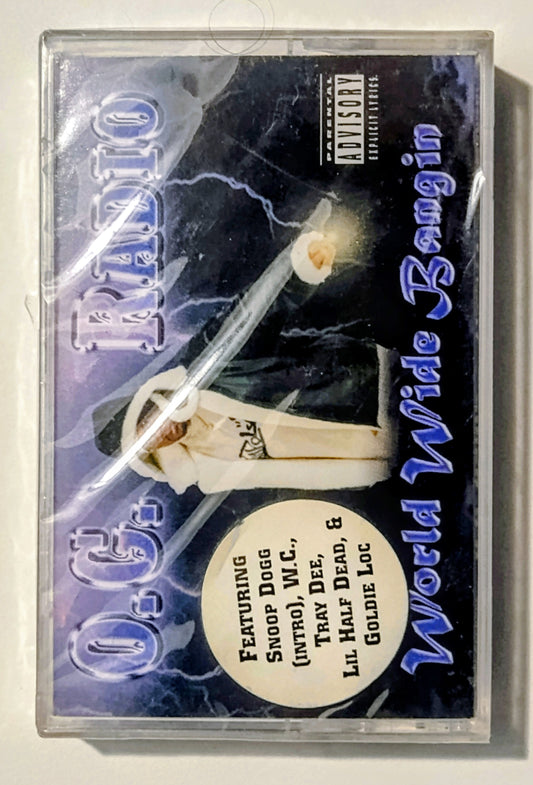 O.G. RADIO
PARENTAL
ADVISORY
EXPLICIT LYRICS
FEATURING
SNOOP DOGG
(INTRO), W.C.,
TRAY DEE,
LIL HALF DEAD, &
GOLDIE LOC
World Wide Bangin